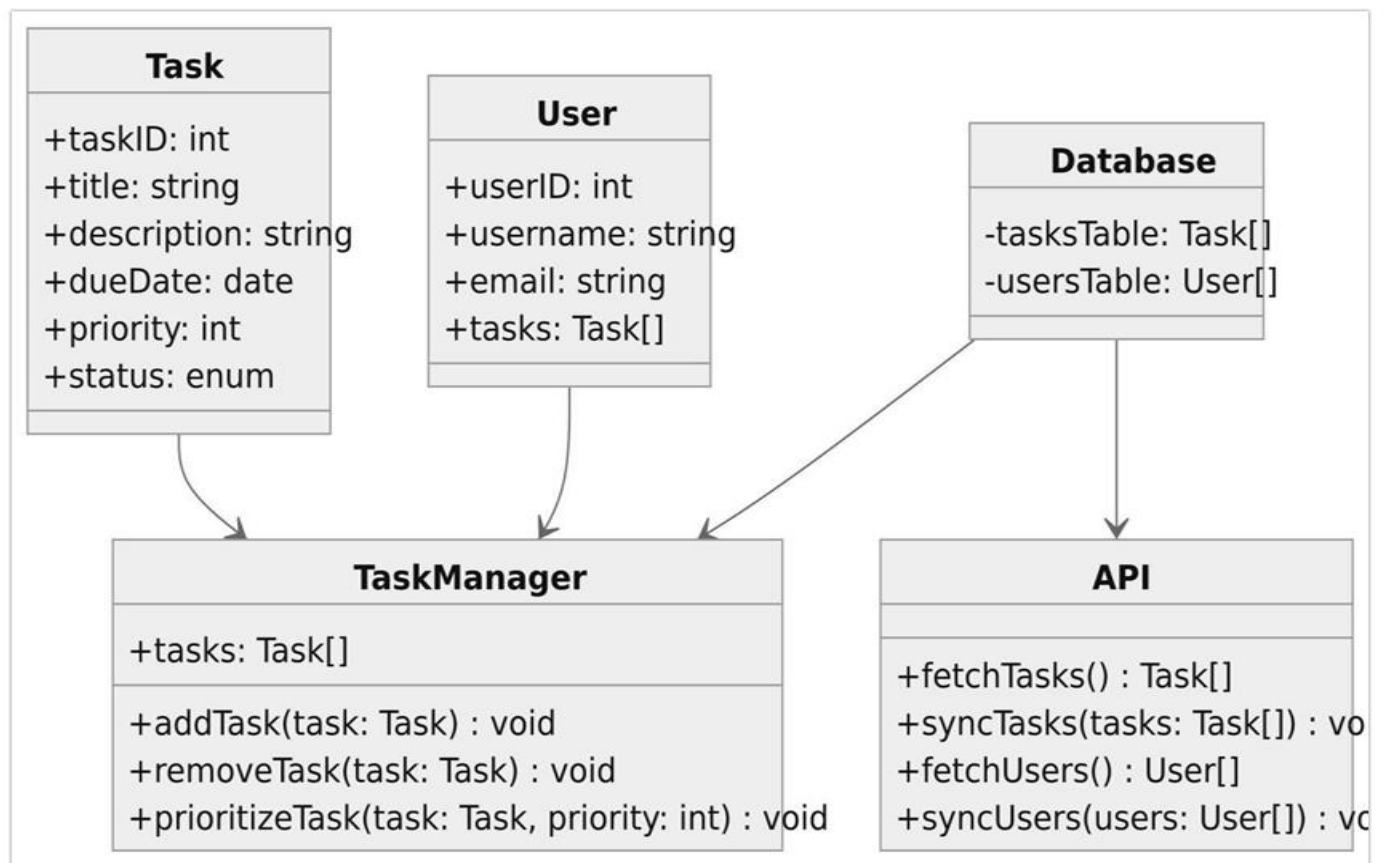 Task
+taskID: int
+title: string
+description: string
+dueDate: date
+priority: int
+status: enum
User
+userID: int
+username: string
+email: string
+tasks: Task[]
Database
-tasksTable: Task[]
-usersTable: User[]
TaskManager
+tasks: Task[]
+addTask(task: Task) : void
+removeTask(task: Task) : void
+prioritizeTask(task: Task, priority: int) : void
API
+fetchTasks() : Task[]
+syncTasks(tasks: Task[]) : vo
+fetchUsers() : User[]
+syncUsers(users: User[]) : vo